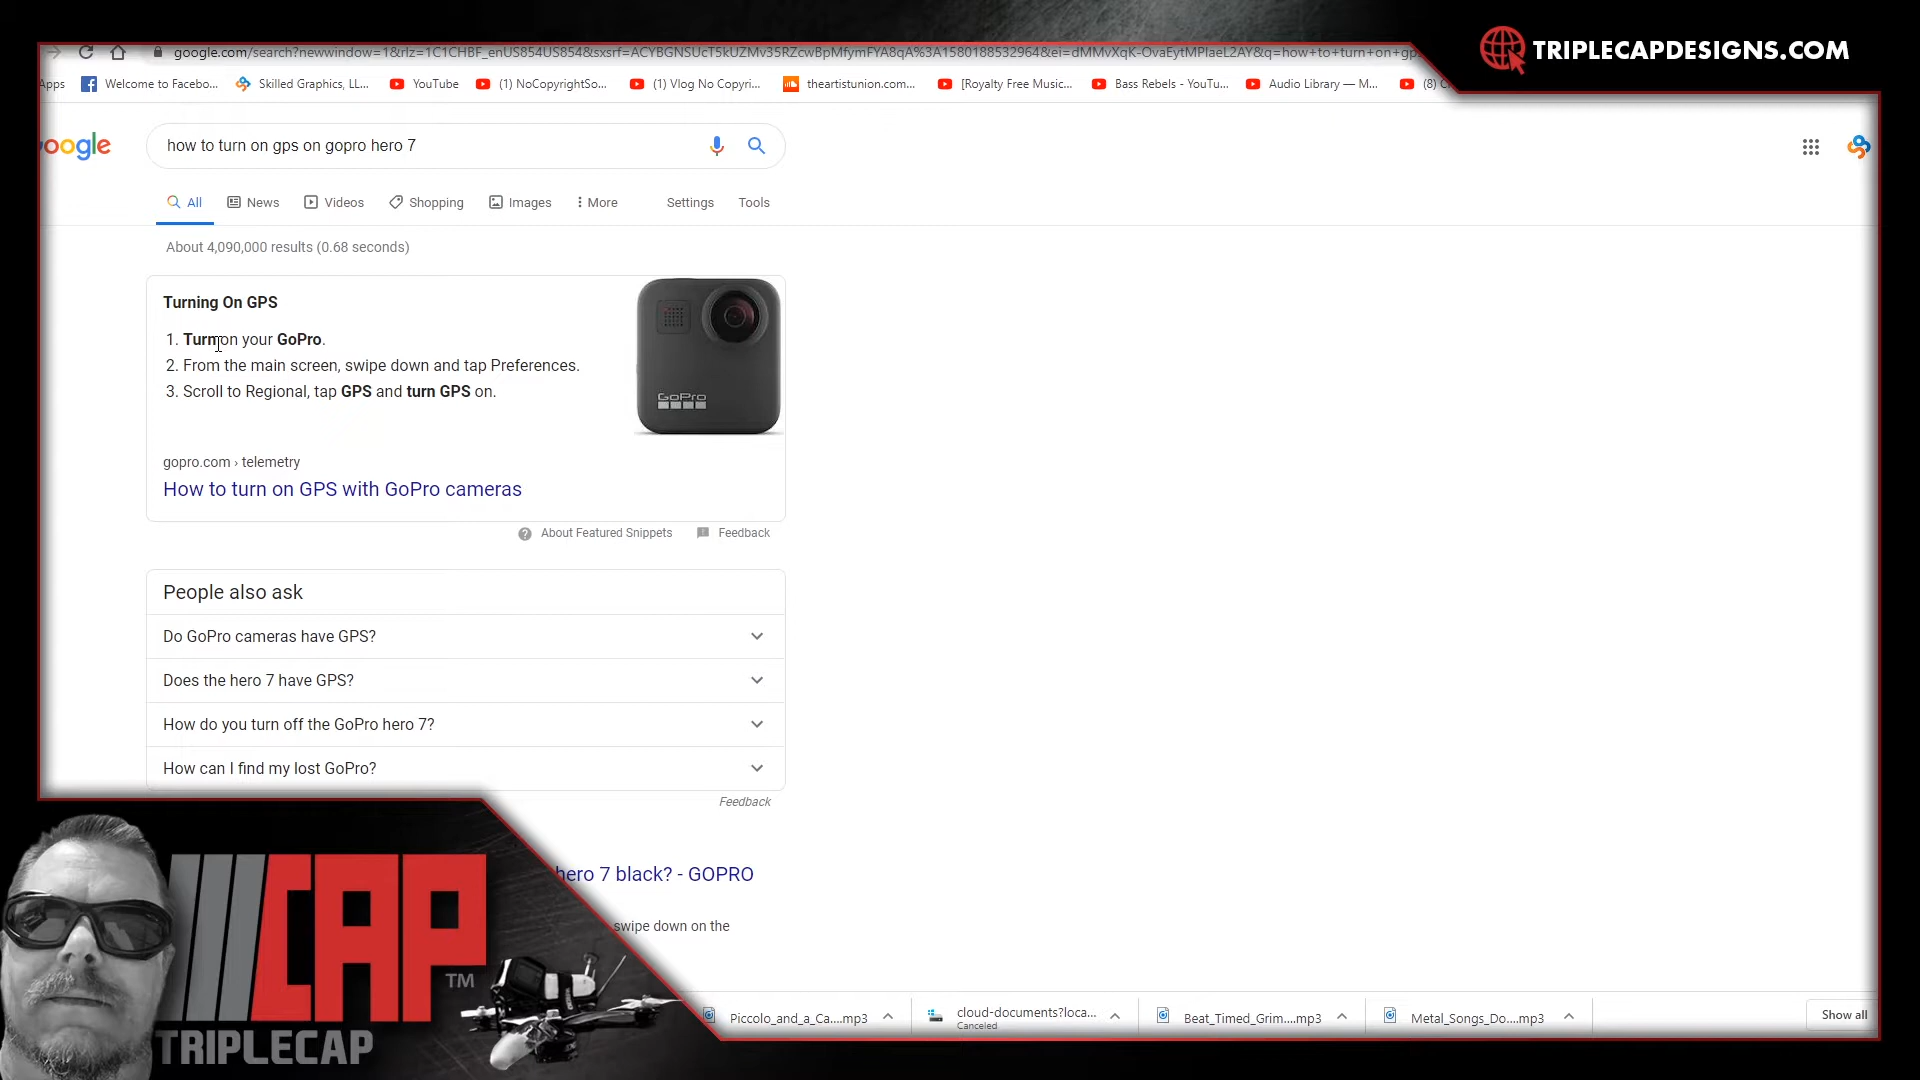 TRIPLECAPDESIGNS.COM
google.com/search?newwindow=1&rlz=1C1CHBF_enUS854US854&sxsrf=ACYBGNSUcT5kUZMv35RZcwBpMfymFYA8qA%3A1580188532964&ei=dMMvXqK-OvaEytMPIaeL2AY&q=how+to+turn+on+gp
Apps Welcome to Facebo... Skilled Graphics, LL... YouTube (1) NoCopyrightSo... (1) Vlog No Copyri... theartistunion.com... [Royalty Free Music... Bass Rebels - YouTu... Audio Library — M... (8)
oogle how to turn on gps on gopro hero 7
All News Videos Shopping Images More Settings Tools
About 4,090,000 results (0.68 seconds)
Turning On GPS
1. Turn on your GoPro.
2. From the main screen, swipe down and tap Preferences.
3. Scroll to Regional, tap GPS and turn GPS on.
GoPro
gopro.com › telemetry
How to turn on GPS with GoPro cameras
About Featured Snippets Feedback
People also ask
Do GoPro cameras have GPS?
Does the hero 7 have GPS?
How do you turn off the GoPro hero 7?
How can I find my lost GoPro?
Feedback
hero 7 black? - GOPRO
swipe down on the
CAP TM
TRIPLECAP
Piccolo_and_a_Ca....mp3 cloud-documents?loca... Beat_Timed_Grim....mp3 Metal_Songs_Do....mp3 Show all
Canceled